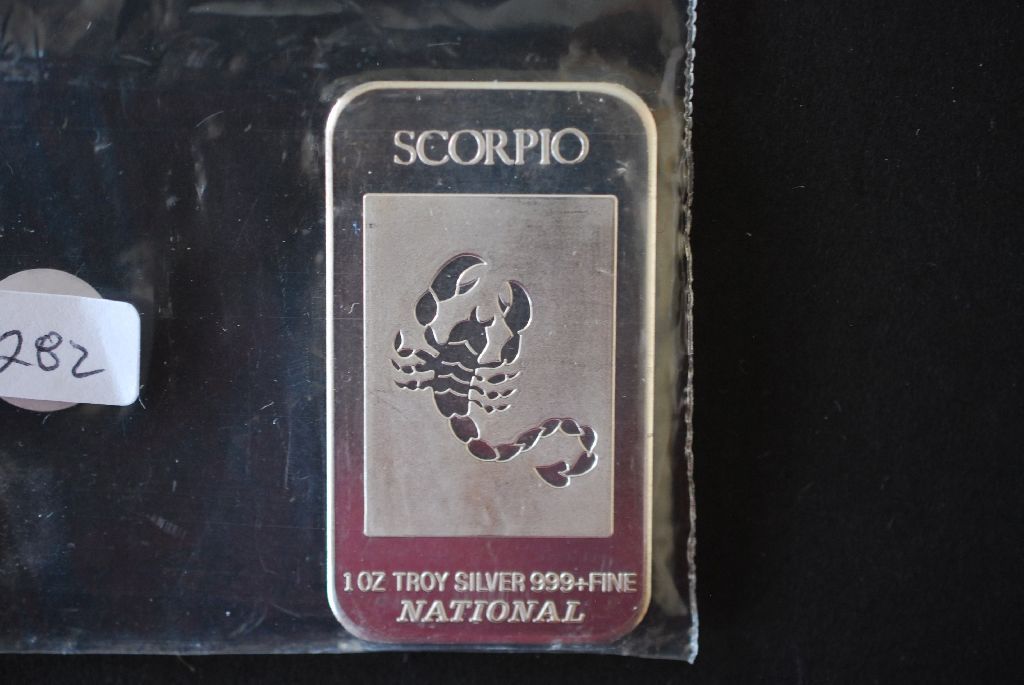 SCORPIO
282
1 OZ TROY SILVER 999+FINE
NATIONAL